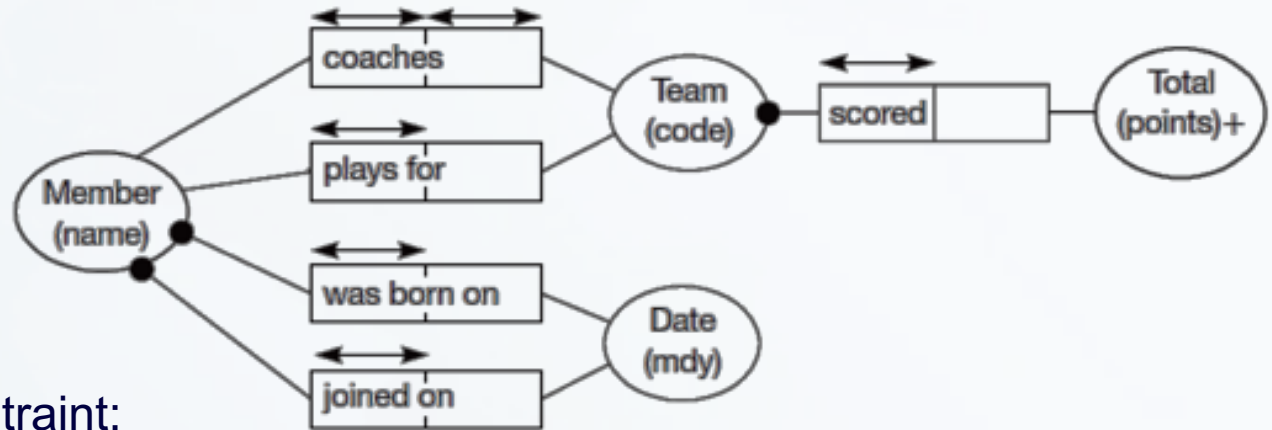 coaches
plays for
was born on
joined on
Member
(name)
Team
(code)
Date
(mdy)
scored
Total
(points)+
traint: